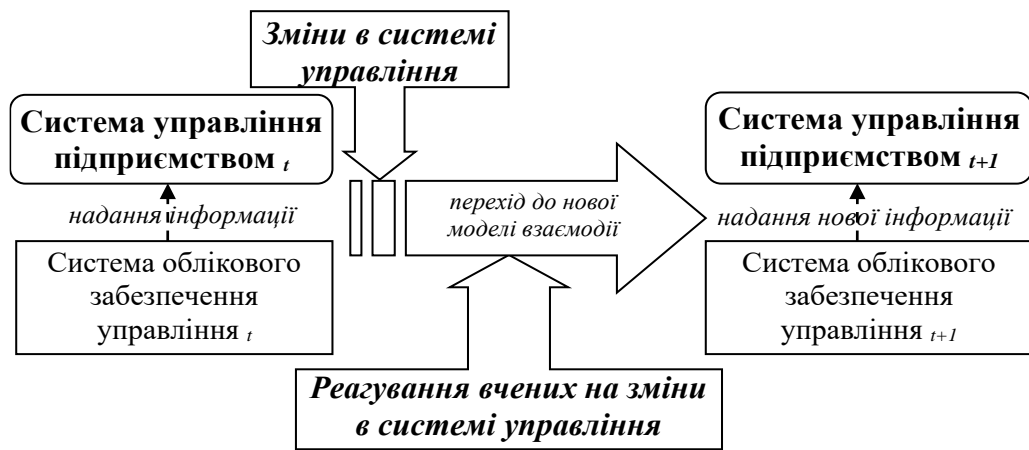 Зміни в системі
управління
Система управління
підприємством t
надання інформації
Система облікового
забезпечення
управління t
перехід до нової
моделі взаємодії
Система управління
підприємством t+1
надання нової інформації
Система облікового
забезпечення
управління t+1
Реагування вчених на зміни
в системі управління